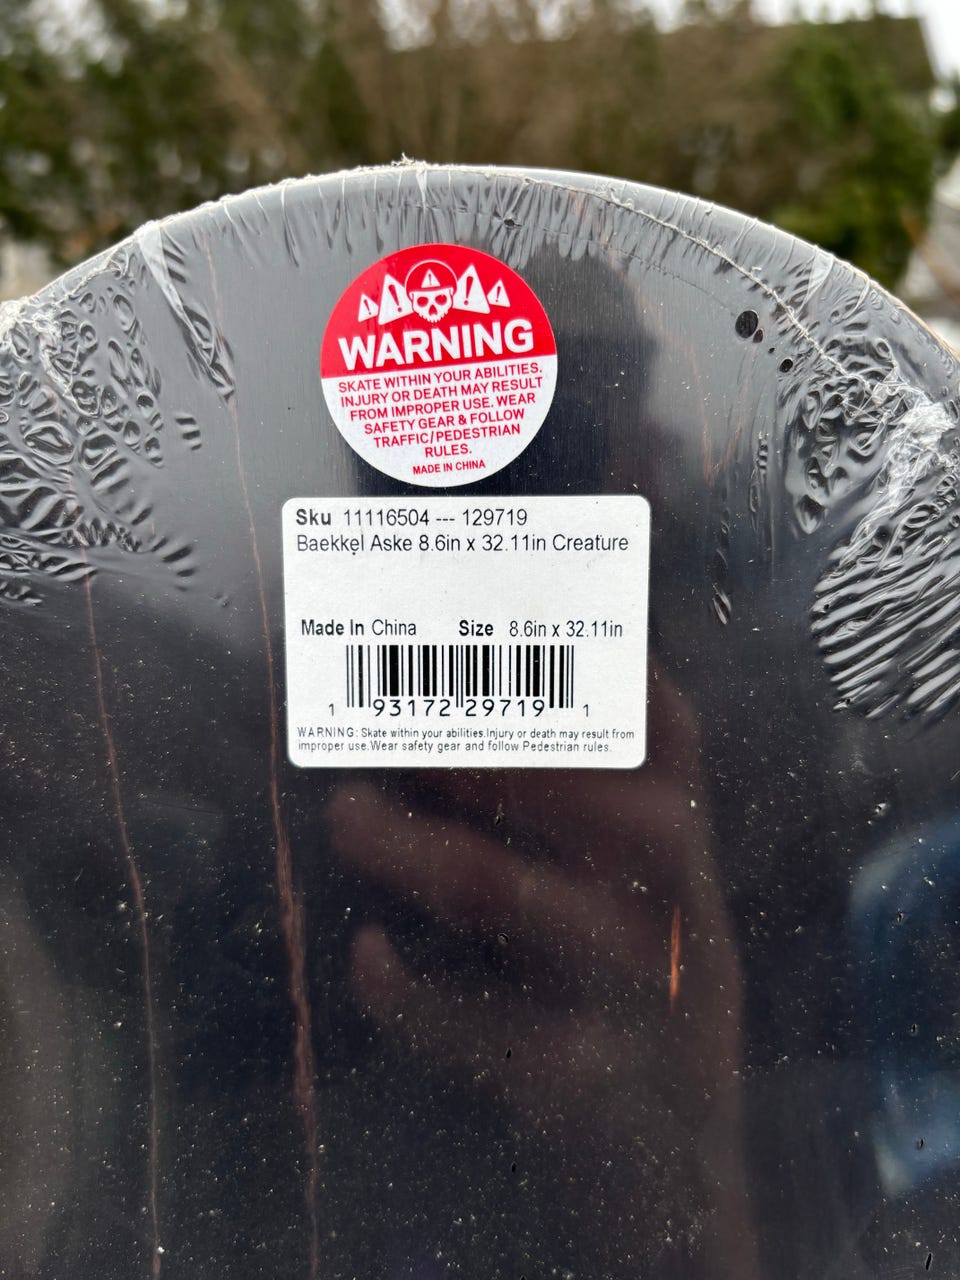 WARNING
SKATE WITHIN YOUR ABILITIES.
INJURY OR DEATH MAY RESULT
FROM IMPROPER USE. WEAR
SAFETY GEAR & FOLLOW
TRAFFIC/PEDESTRIAN
RULES.
MADE IN CHINA
Sku 11116504 --- 129719
Baekkel Aske 8.6in x 32.11in Creature
Made In China Size 8.6in x 32.11in
1 93172 29719 1
WARNING: Skate within your abilities.Injury or death may result from
improper use.Wear safety gear and follow Pedestrian rules.